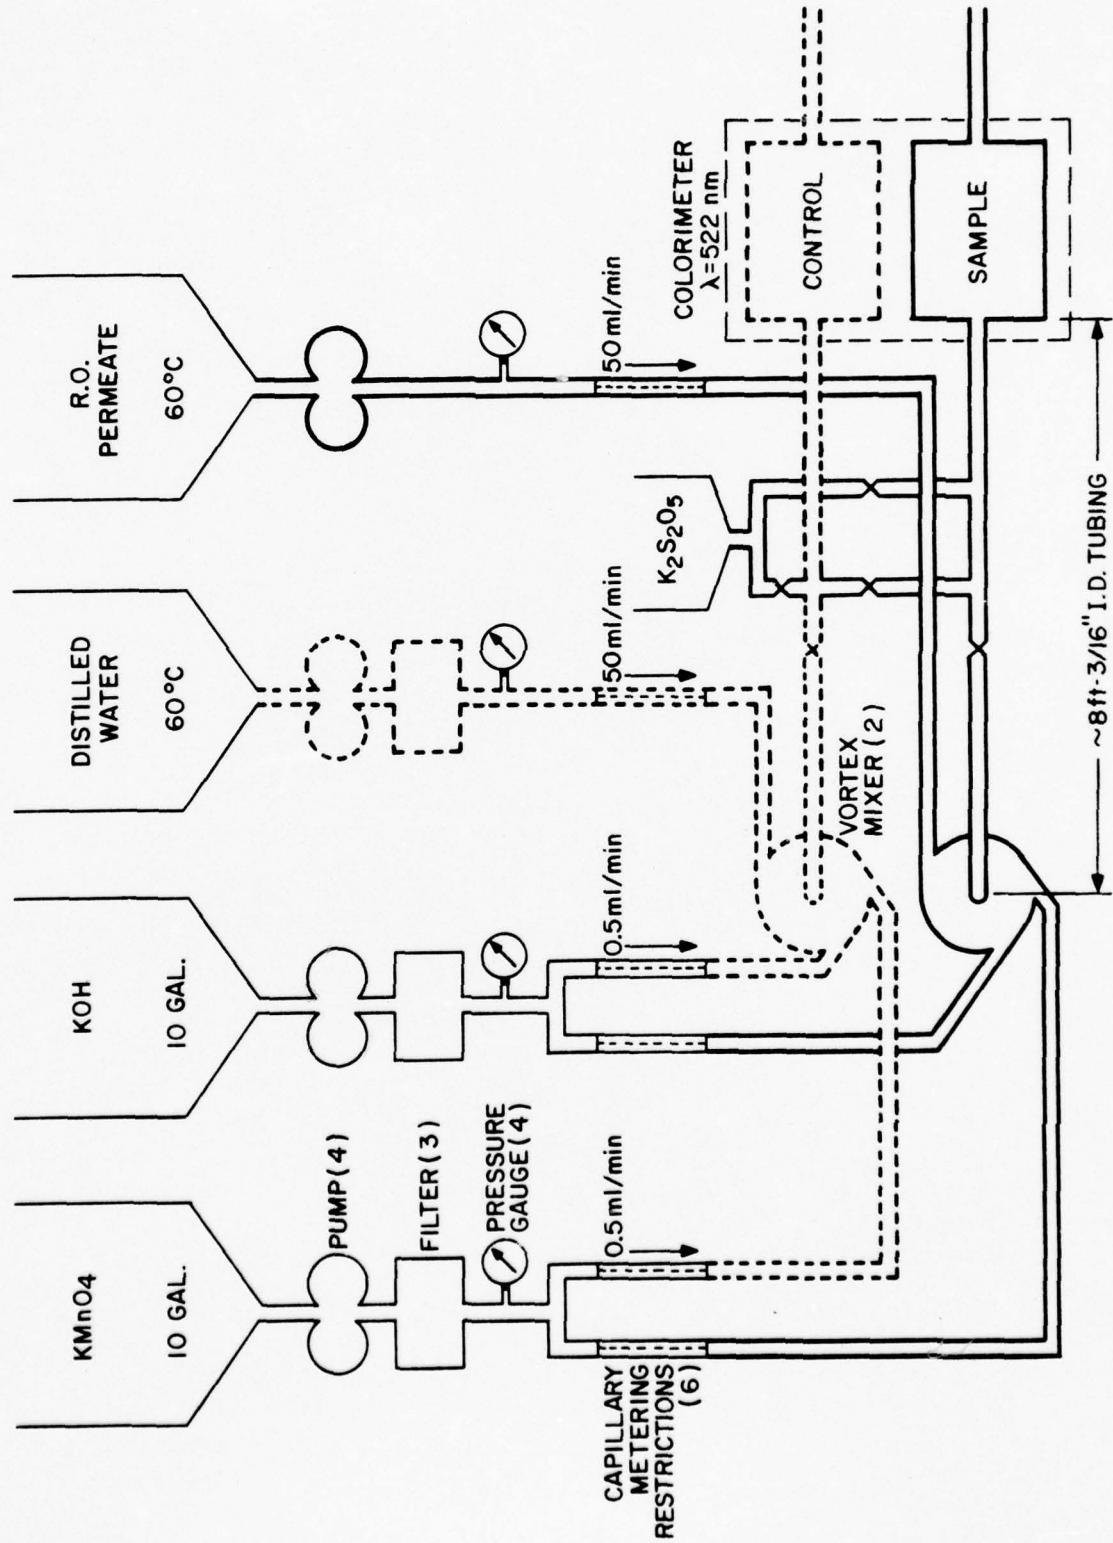 KMnO4
10 GAL.
KOH
10 GAL.
DISTILLED
WATER
60°C
R.O.
PERMEATE
60°C
PUMP (4)
FILTER (3)
PRESSURE
GAUGE (4)
CAPILLARY
METERING
RESTRICTIONS
(6)
0.5 ml/min
0.5 ml/min
50 ml/min
50 ml/min
K2S2O5
VORTEX
MIXER (2)
COLORIMETER
λ=522 nm
CONTROL
SAMPLE
~8ft-3/16" I.D. TUBING